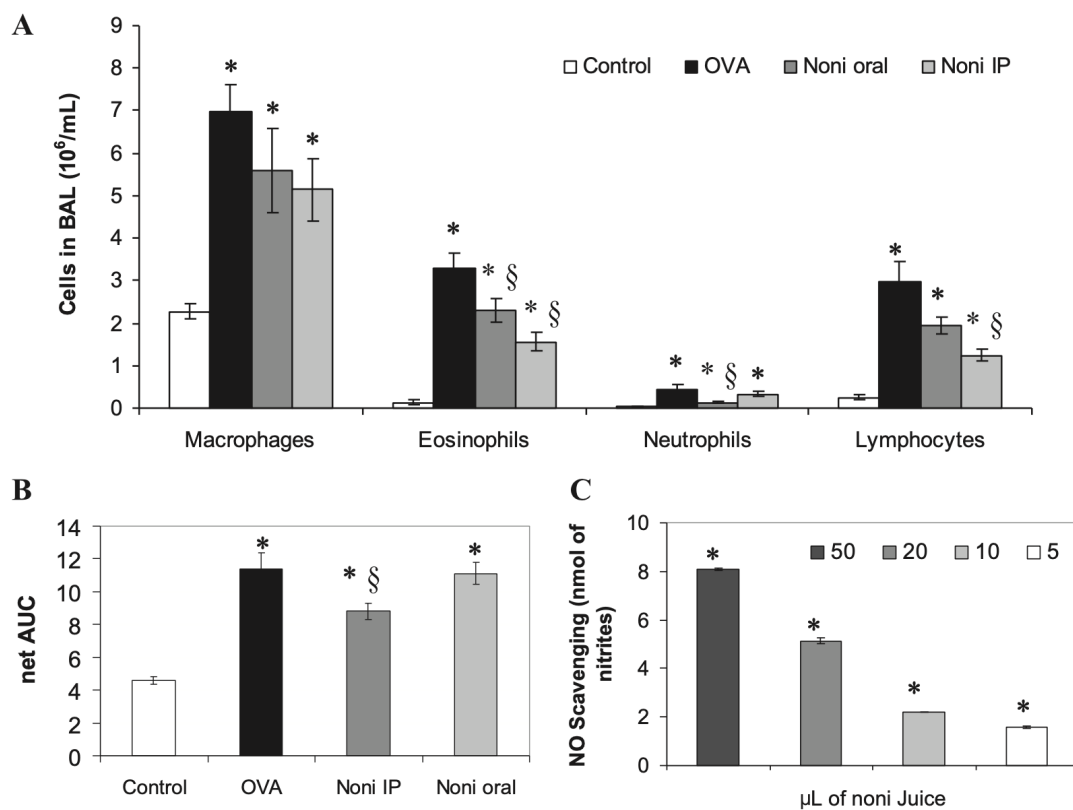 A
9
8
7
6
5
4
3
2
1
0
Cells in BAL (10⁶/mL)
Control OVA Noni oral Noni IP
* * *
* * § * §
* * § *
* * * §
Macrophages Eosinophils Neutrophils Lymphocytes
B
14
12
10
8
6
4
2
0
net AUC
* * § *
Control OVA Noni IP Noni oral
C
10
8
6
4
2
0
NO Scavenging (nmol of
nitrites)
50 20 10 5
* * * *
µL of noni Juice